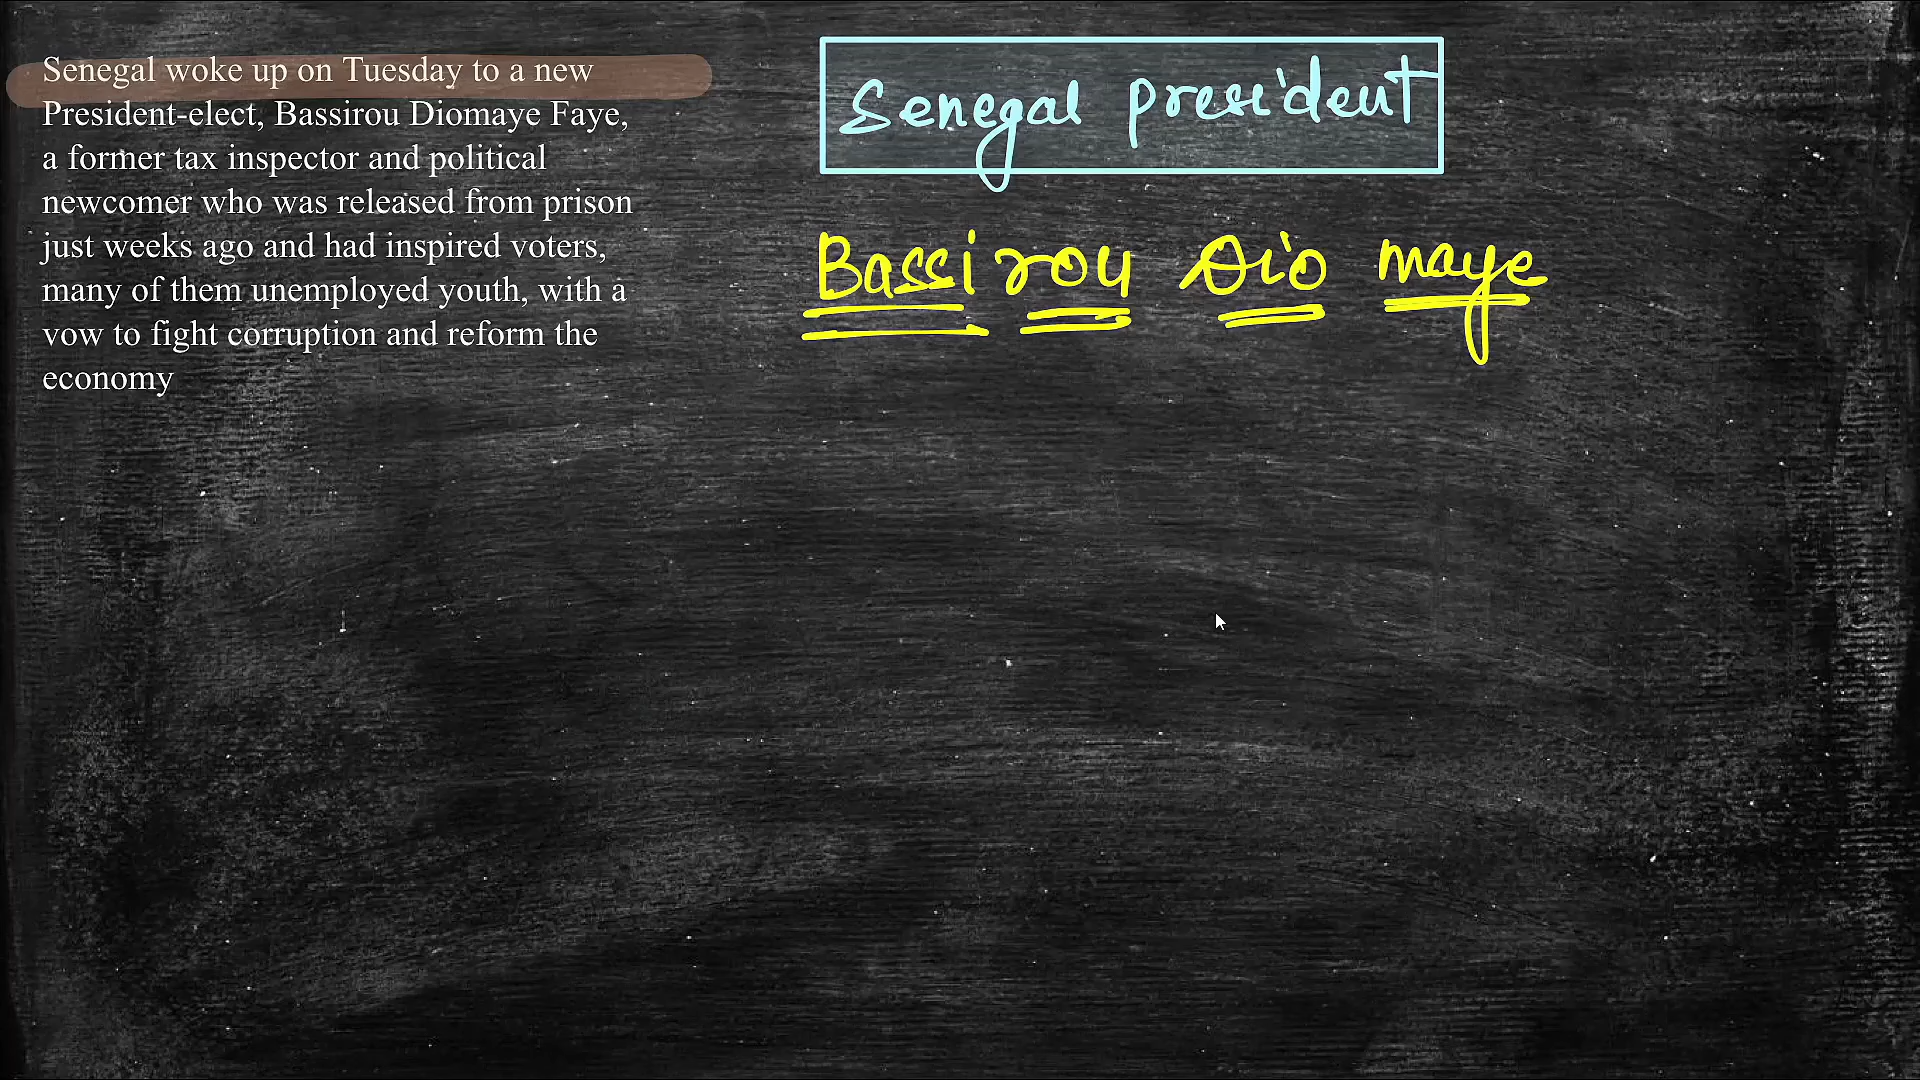 Senegal woke up on Tuesday to a new
President-elect, Bassirou Diomaye Faye,
a former tax inspector and political
newcomer who was released from prison
just weeks ago and had inspired voters,
many of them unemployed youth, with a
vow to fight corruption and reform the
economy
Senegal president
Bassirou Dio maye